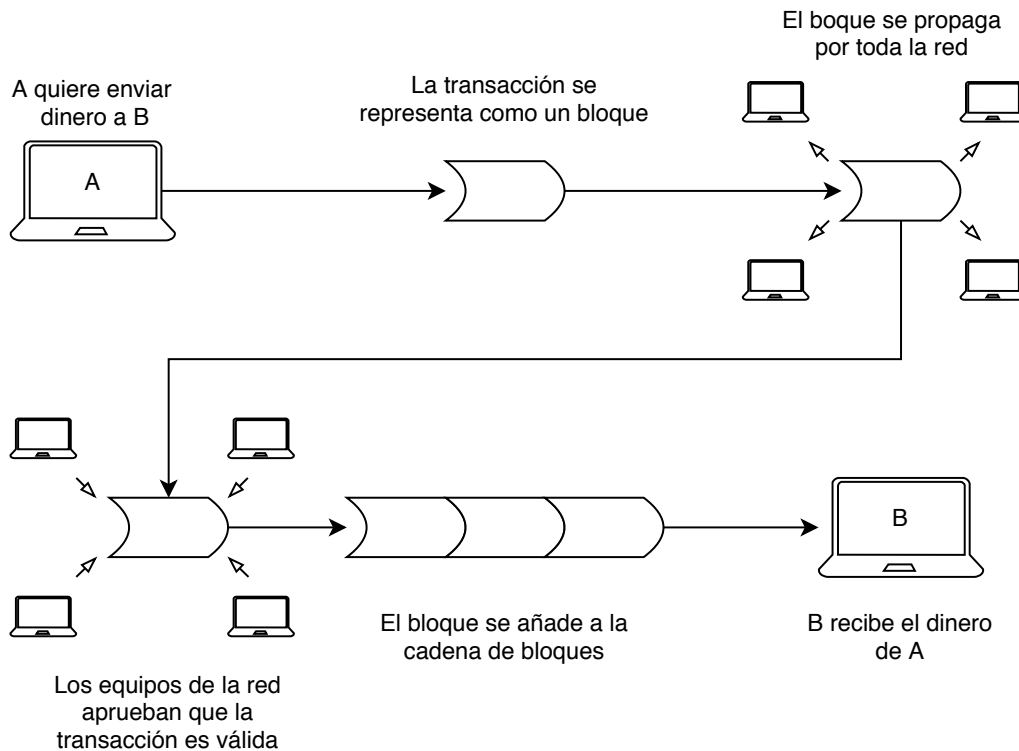 A quiere enviar
dinero a B
A
La transacción se
representa como un bloque
El boque se propaga
por toda la red
Los equipos de la red
aprueban que la
transacción es válida
El bloque se añade a la
cadena de bloques
B
B recibe el dinero
de A